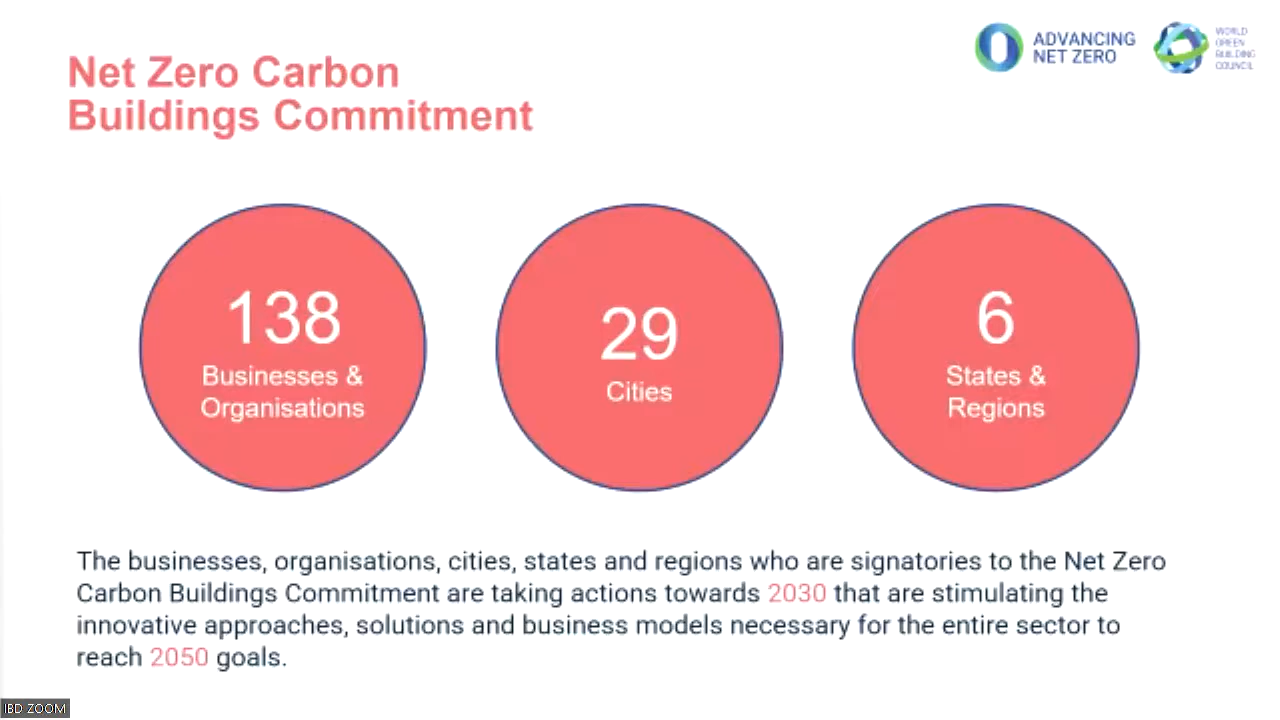 Net Zero Carbon
Buildings Commitment
ADVANCING
NET ZERO
WORLD
GREEN
BUILDING
COUNCIL
138
Businesses &
Organisations
29
Cities
6
States &
Regions
The businesses, organisations, cities, states and regions who are signatories to the Net Zero
Carbon Buildings Commitment are taking actions towards 2030 that are stimulating the
innovative approaches, solutions and business models necessary for the entire sector to
reach 2050 goals.
IBD ZOOM